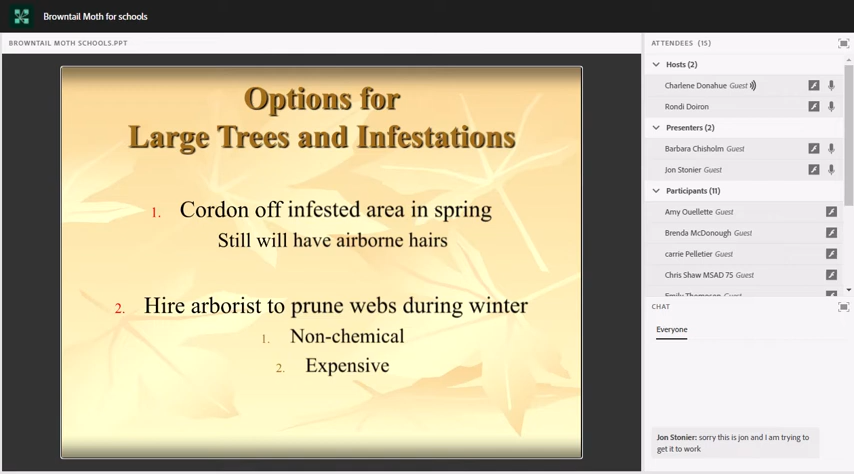 Browntail Moth for schools
BROWNTAIL MOTH SCHOOLS.PPT
Options for
Large Trees and Infestations
1. Cordon off infested area in spring
Still will have airborne hairs
2. Hire arborist to prune webs during winter
1. Non-chemical
2. Expensive
ATTENDEES (15)
Hosts (2)
Charlene Donahue Guest
Rondi Doiron
Presenters (2)
Barbara Chisholm Guest
Jon Stonier Guest
Participants (11)
Amy Ouellette Guest
Brenda McDonough Guest
carrie Pelletier Guest
Chris Shaw MSAD 75 Guest
CHAT
Everyone
Jon Stonier: sorry this is jon and I am trying to
get it to work